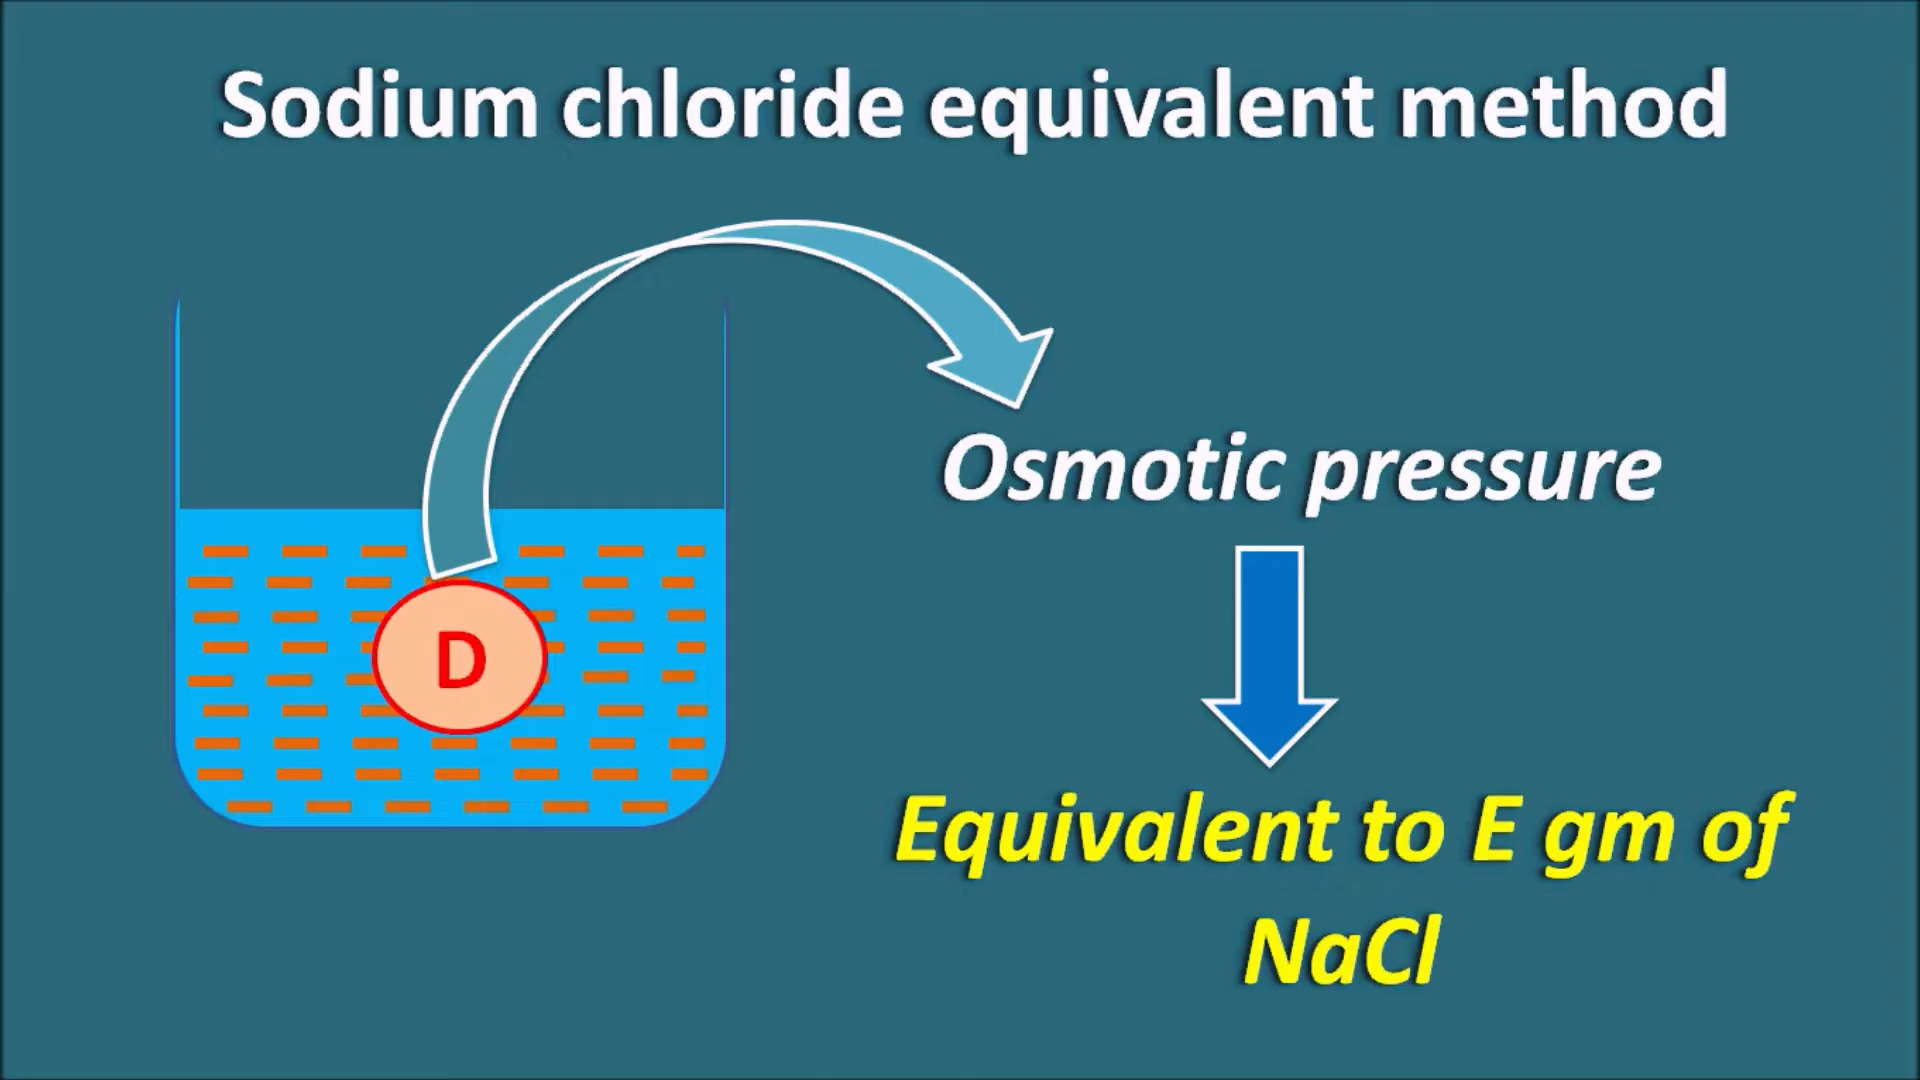 Sodium chloride equivalent method
Osmotic pressure
D
Equivalent to E gm of
NaCl